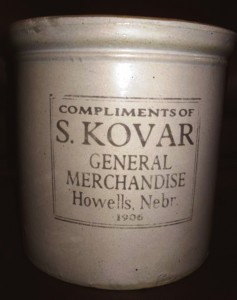 COMPLIMENTS OF
S. KOVAR
GENERAL
MERCHANDISE
Howells, Nebr.
1906